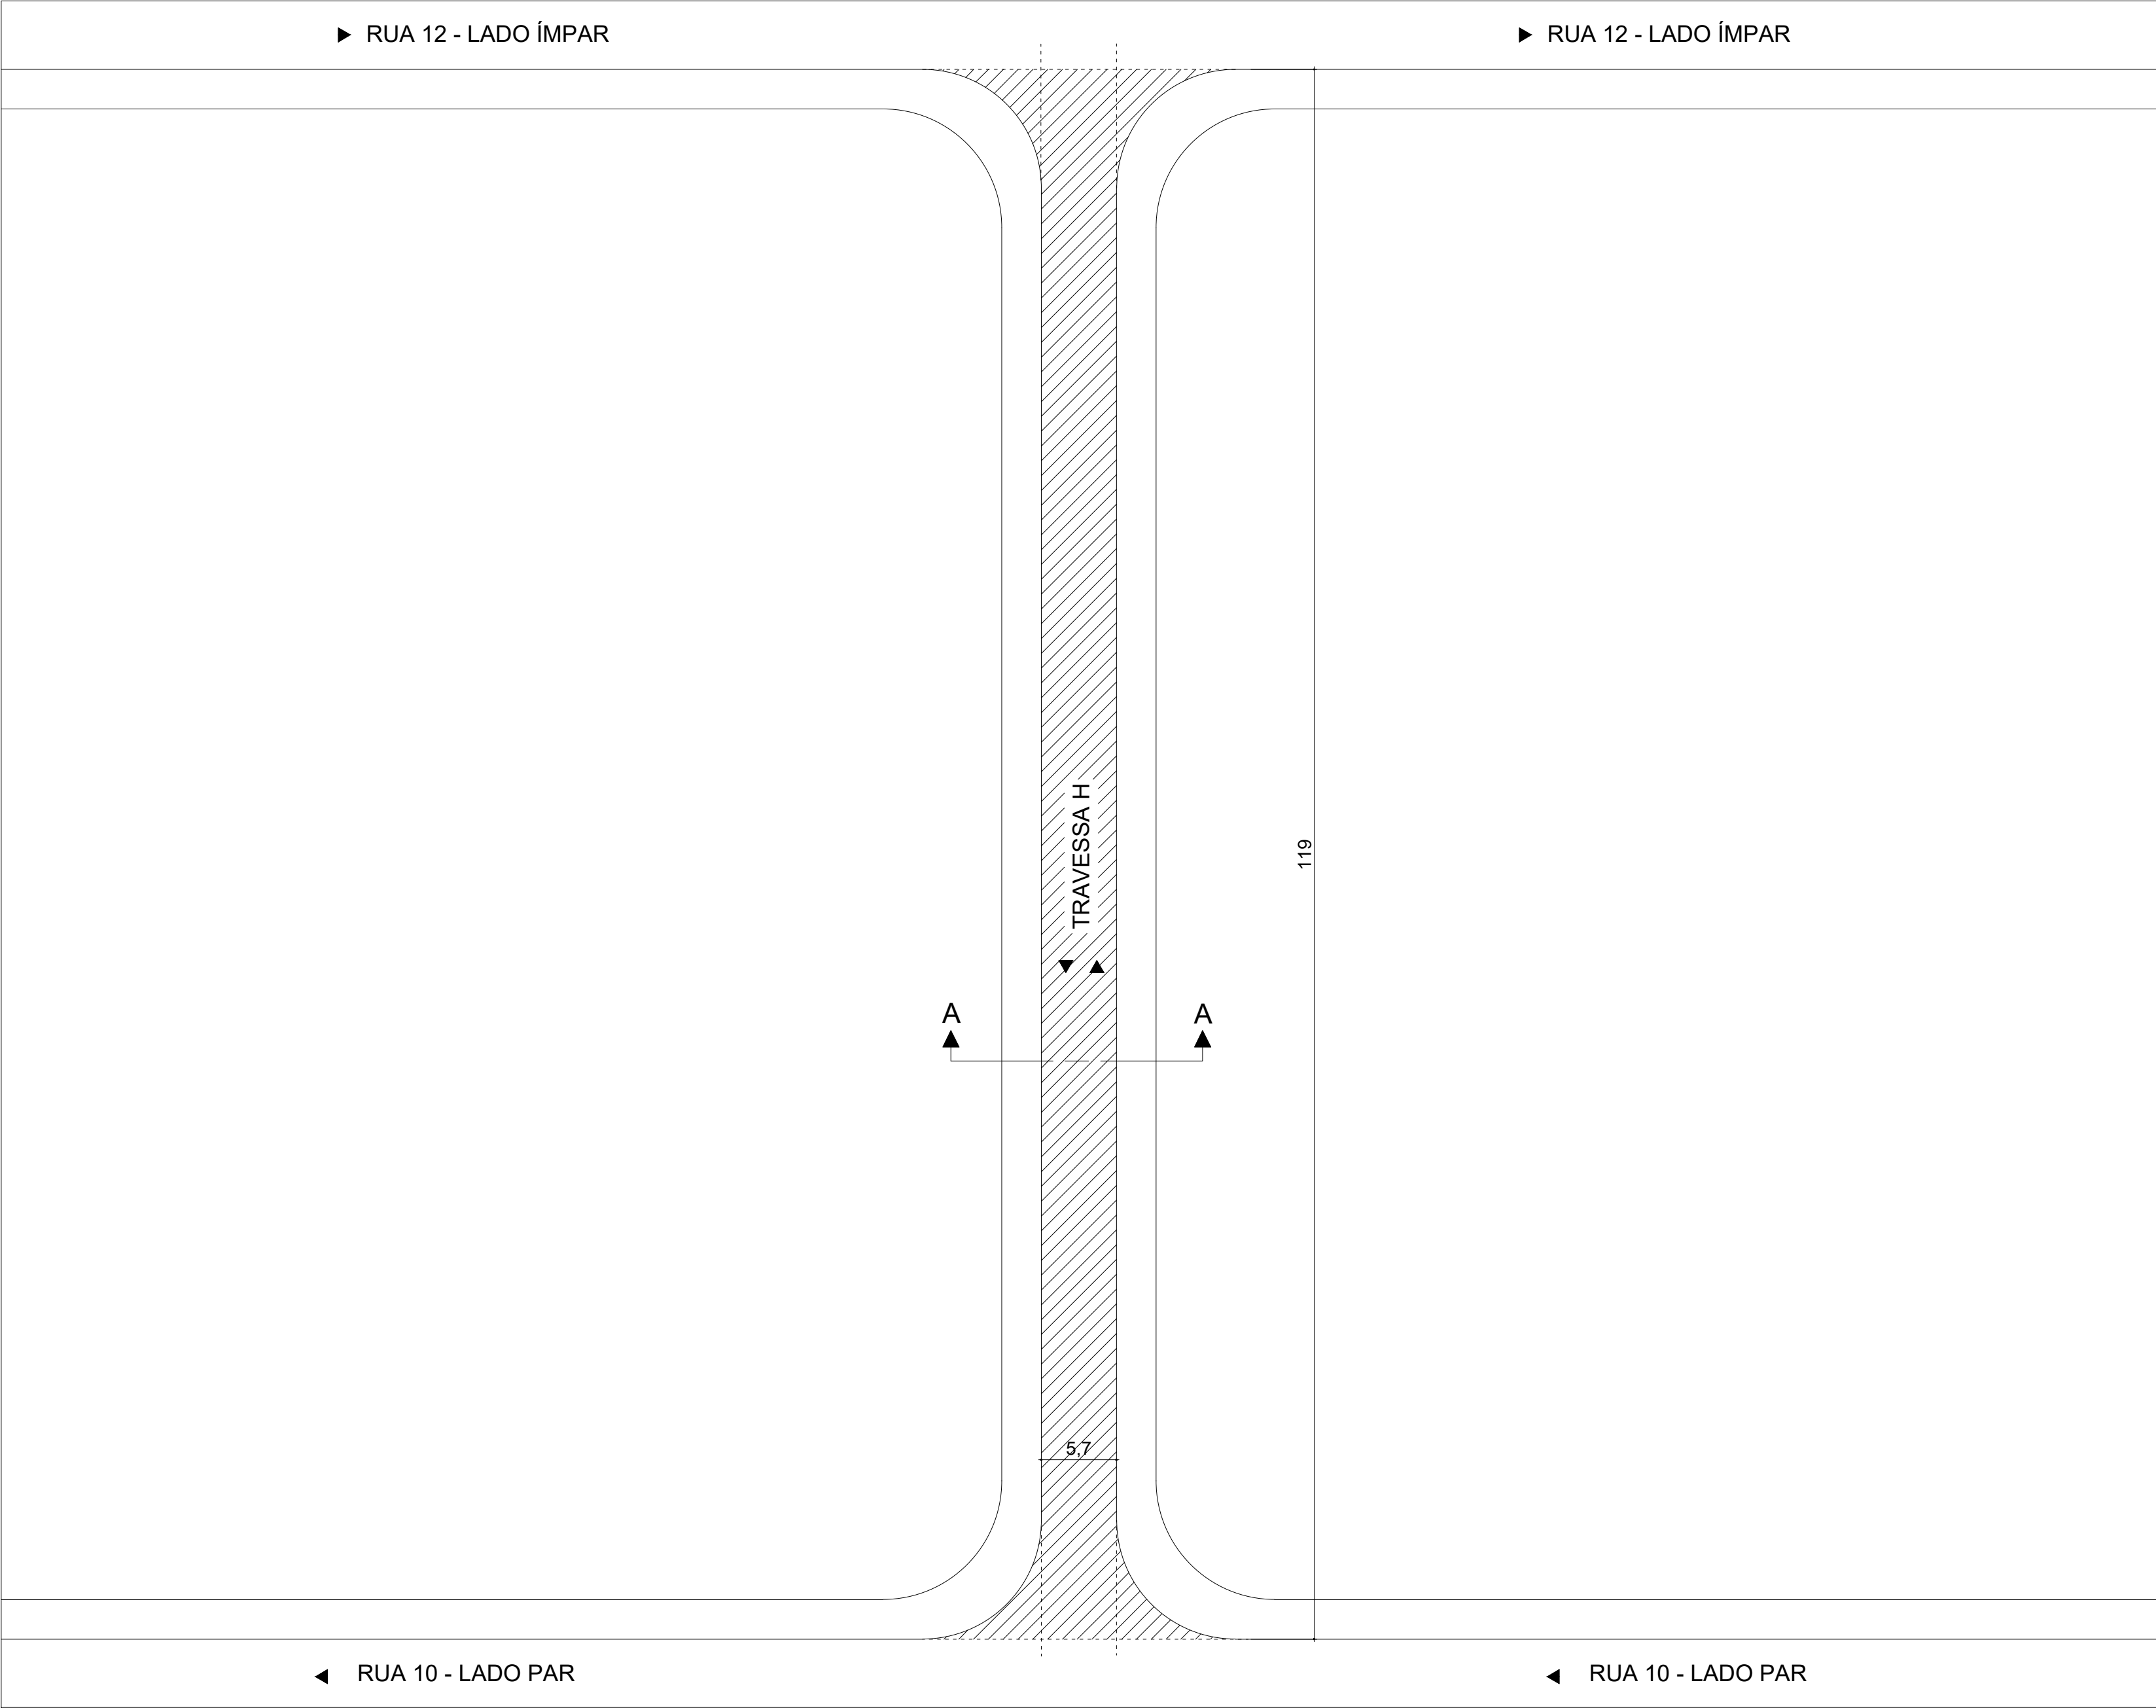 RUA 12 - LADO ÍMPAR
RUA 12 - LADO ÍMPAR
TRAVESSA H
119
A
A
5,7
RUA 10 - LADO PAR
RUA 10 - LADO PAR